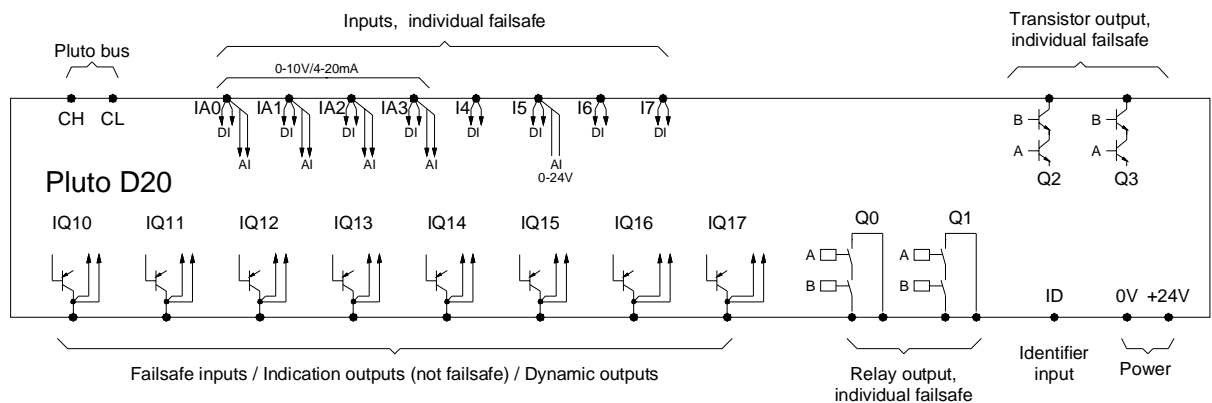 Inputs, individual failsafe
Transistor output,
individual failsafe
Pluto bus
0-10V/4-20mA
CH CL
IA0 IA1 IA2 IA3 I4 I5 I6 I7
DI DI DI DI DI DI DI DI
AI AI AI AI AI
0-24V
B B
A A
Q2 Q3
Pluto D20
IQ10 IQ11 IQ12 IQ13 IQ14 IQ15 IQ16 IQ17
Q0 Q1
A A
B B
ID 0V +24V
Failsafe inputs / Indication outputs (not failsafe) / Dynamic outputs
Relay output,
individual failsafe
Identifier
input
Power